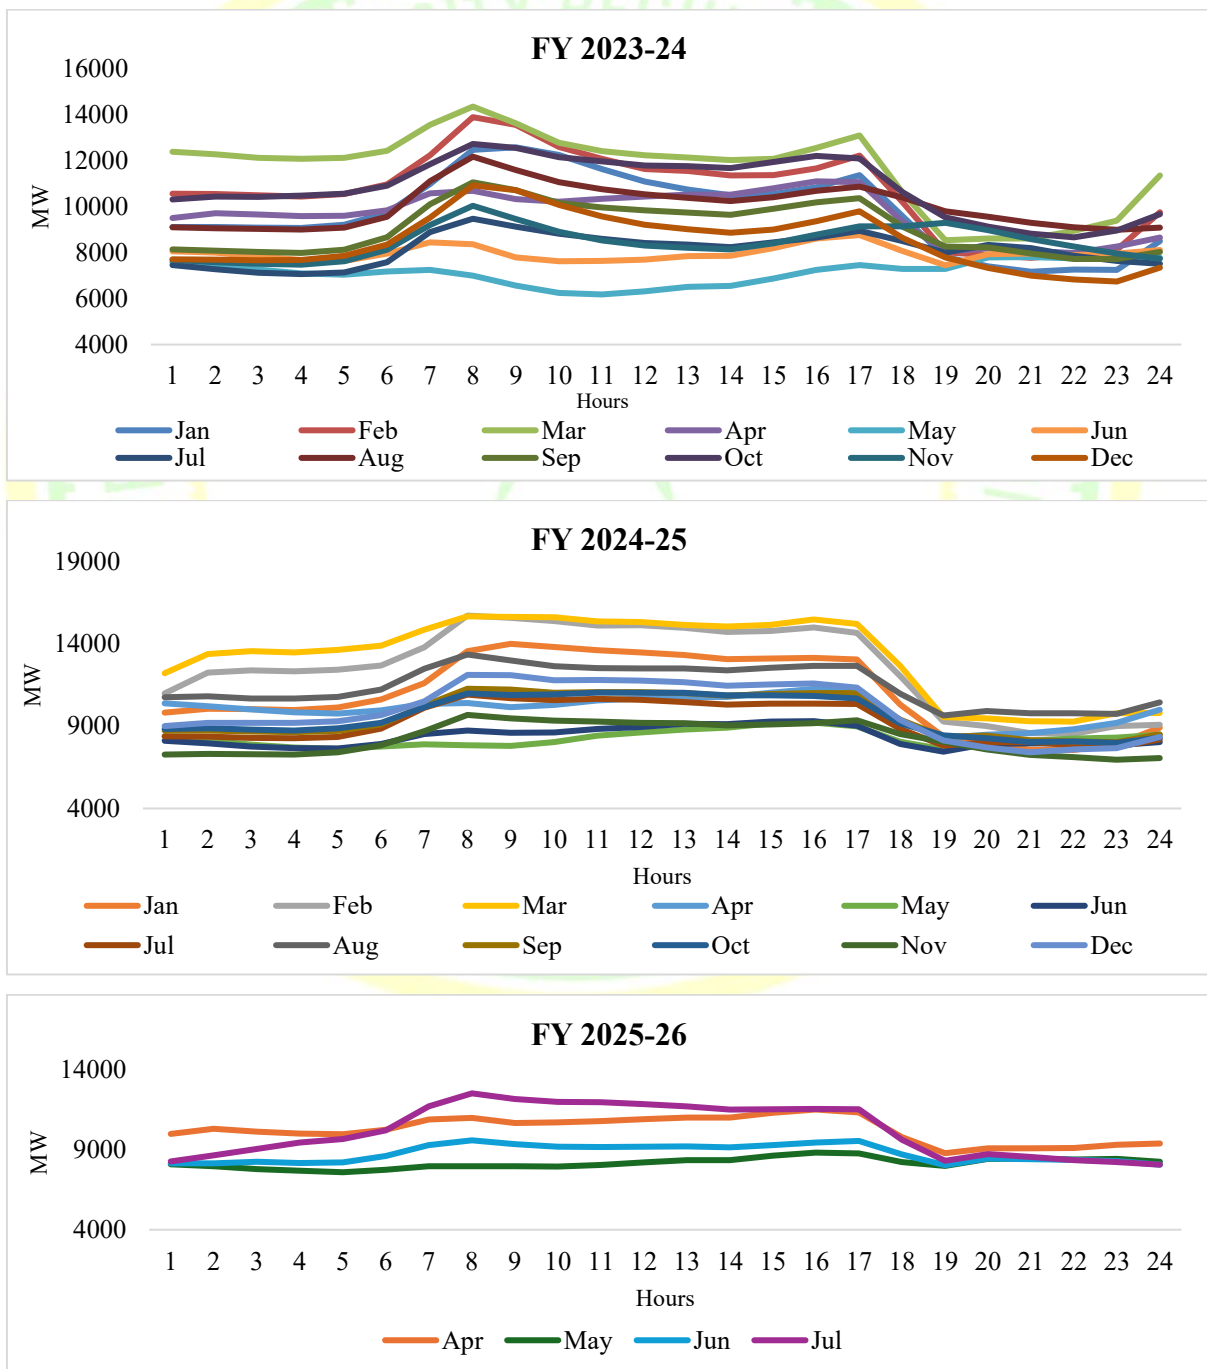 FY 2023-24
16000
14000
12000
10000
8000
6000
4000
MW
1 2 3 4 5 6 7 8 9 10 11 12 13 14 15 16 17 18 19 20 21 22 23 24
Hours
Jan Feb Mar Apr May Jun
Jul Aug Sep Oct Nov Dec
FY 2024-25
19000
14000
9000
4000
MW
1 2 3 4 5 6 7 8 9 10 11 12 13 14 15 16 17 18 19 20 21 22 23 24
Hours
Jan Feb Mar Apr May Jun
Jul Aug Sep Oct Nov Dec
FY 2025-26
14000
9000
4000
MW
1 2 3 4 5 6 7 8 9 10 11 12 13 14 15 16 17 18 19 20 21 22 23 24
Hours
Apr May Jun Jul